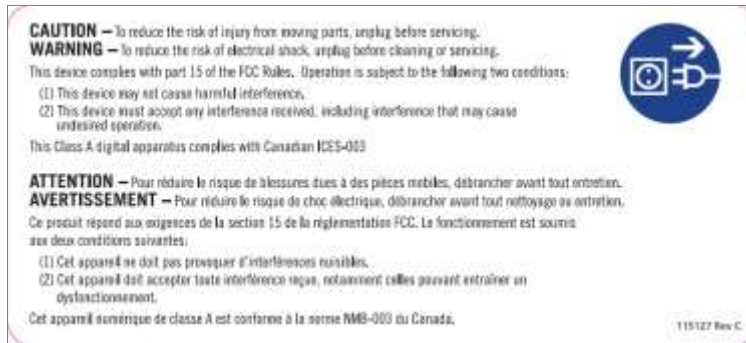 CAUTION – To reduce the risk of injury from moving parts, unplug before servicing.
WARNING – To reduce the risk of electrical shock, unplug before cleaning or servicing.
This device complies with part 15 of the FCC Rules. Operation is subject to the following two conditions:
(1) This device may not cause harmful interference.
(2) This device must accept any interference received, including interference that may cause
undesired operation.
This Class A digital apparatus complies with Canadian ICES-003
ATTENTION – Pour réduire le risque de blessures dues à des pièces mobiles, débrancher avant tout entretien.
AVERTISSEMENT – Pour réduire le risque de choc électrique, débrancher avant tout nettoyage ou entretien.
Ce produit répond aux exigences de la section 15 de la réglementation FCC. Le fonctionnement est soumis
aux deux conditions suivantes:
(1) Cet appareil ne doit pas provoquer d'interférences nuisibles.
(2) Cet appareil doit accepter toute interférence reçue, notamment celles pouvant entraîner un
dysfonctionnement.
Cet appareil numérique de classe A est conforme à la norme NMB-003 du Canada.
115127 Rev C